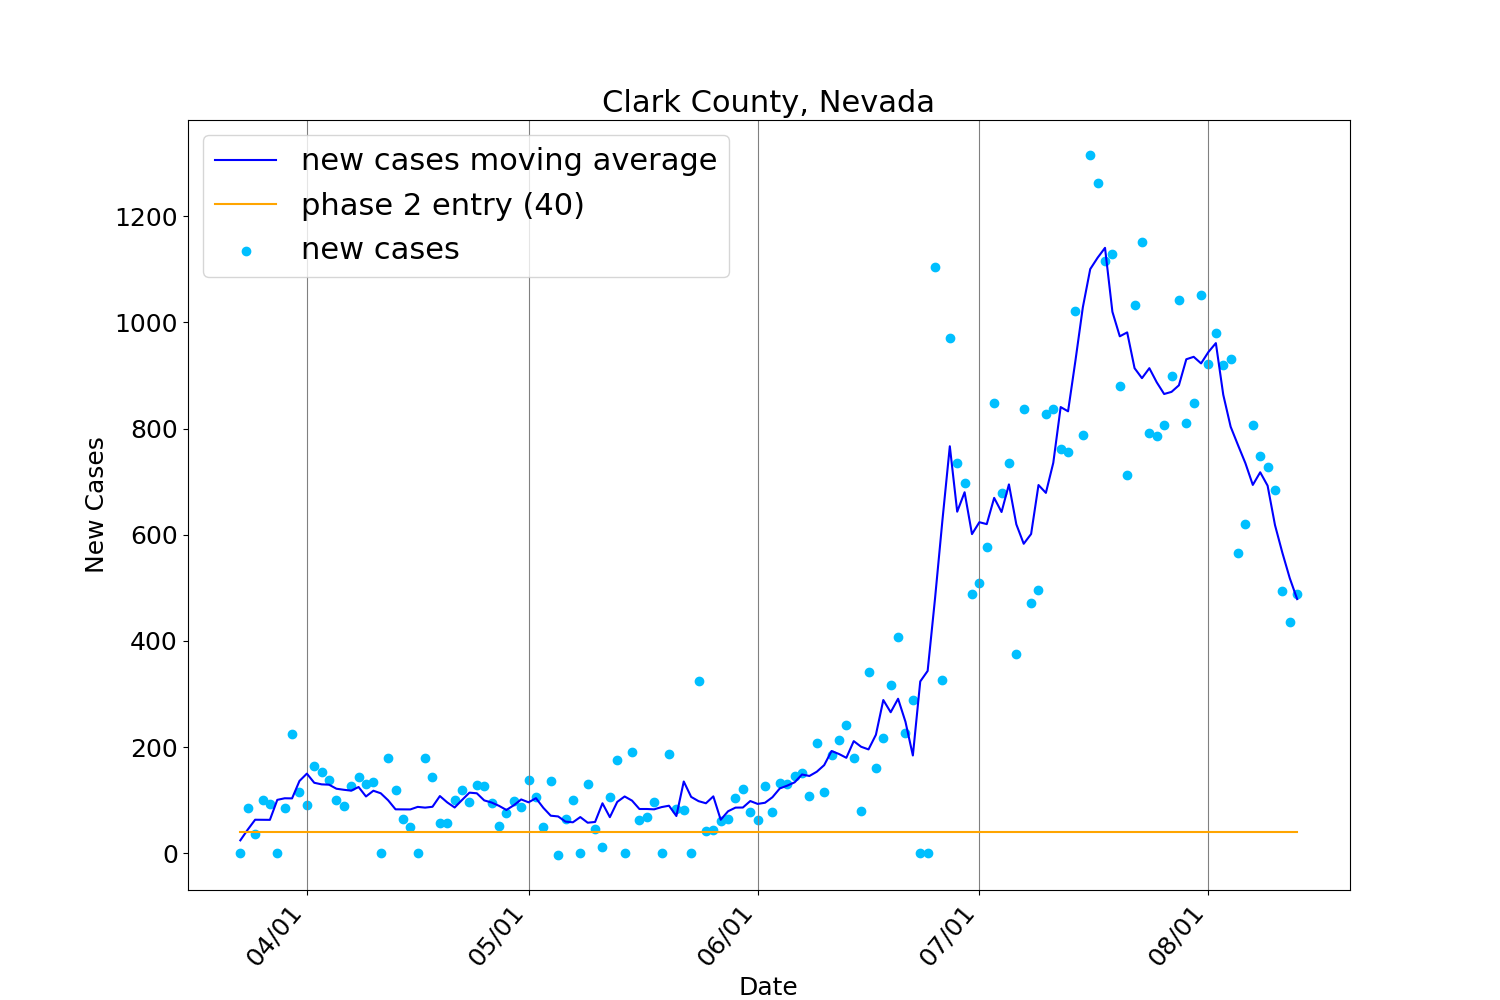 Clark County, Nevada
new cases moving average
phase 2 entry (40)
new cases
1200
1000
800
600
400
200
0
New Cases
04/01
05/01
06/01
07/01
08/01
Date